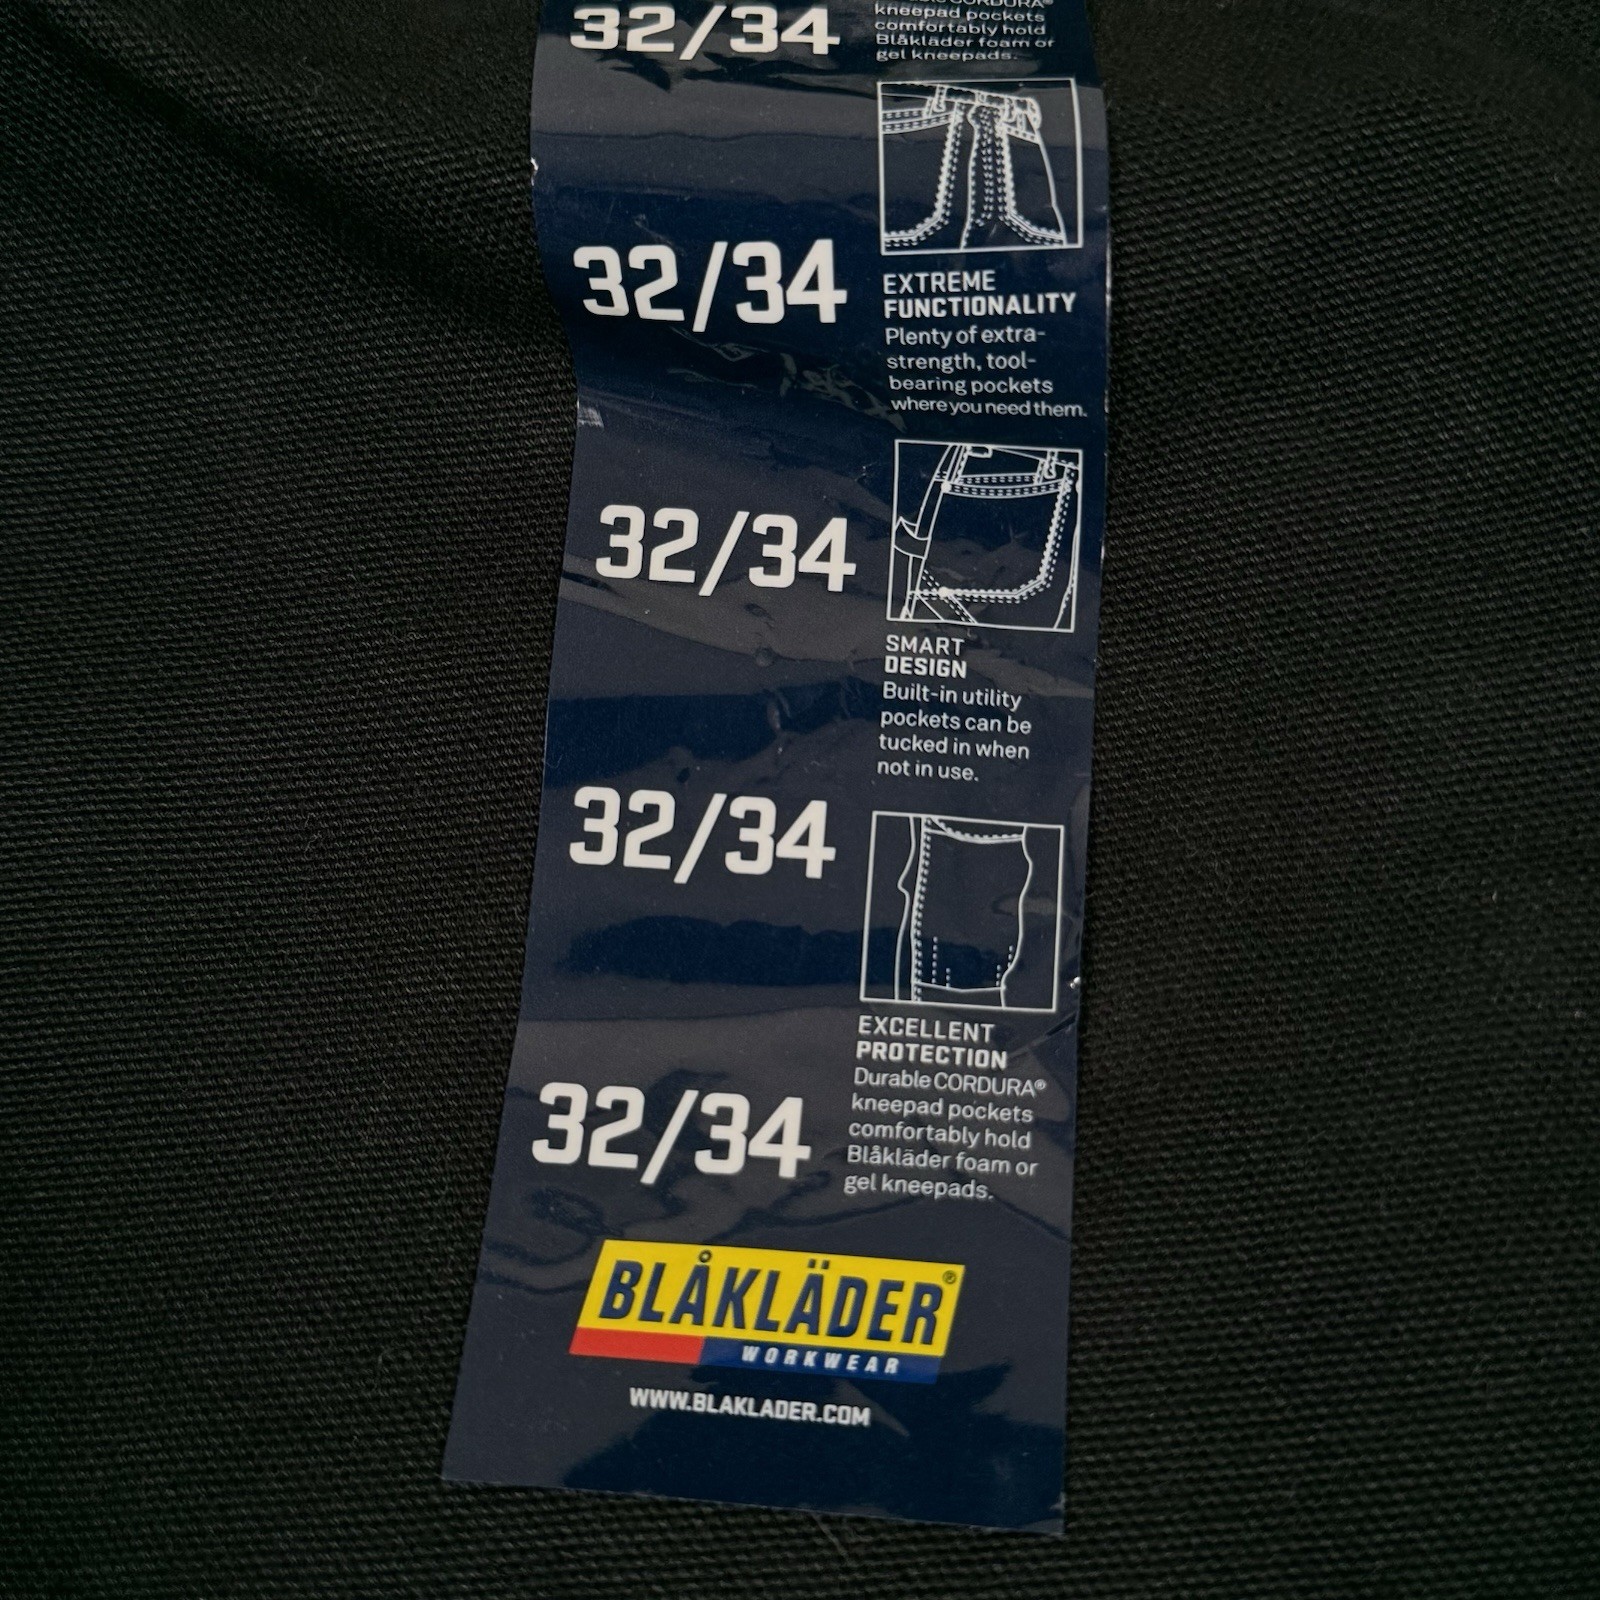 32/34
CORDURA®
kneepad pockets
comfortably hold
Blåkläder foam or
gel kneepads.
32/34
EXTREME
FUNCTIONALITY
Plenty of extra-
strength, tool-
bearing pockets
where you need them.
32/34
SMART
DESIGN
Built-in utility
pockets can be
tucked in when
not in use.
32/34
EXCELLENT
PROTECTION
Durable CORDURA®
kneepad pockets
comfortably hold
Blåkläder foam or
gel kneepads.
32/34
BLÅKLÄDER®
WORKWEAR
WWW.BLAKLADER.COM